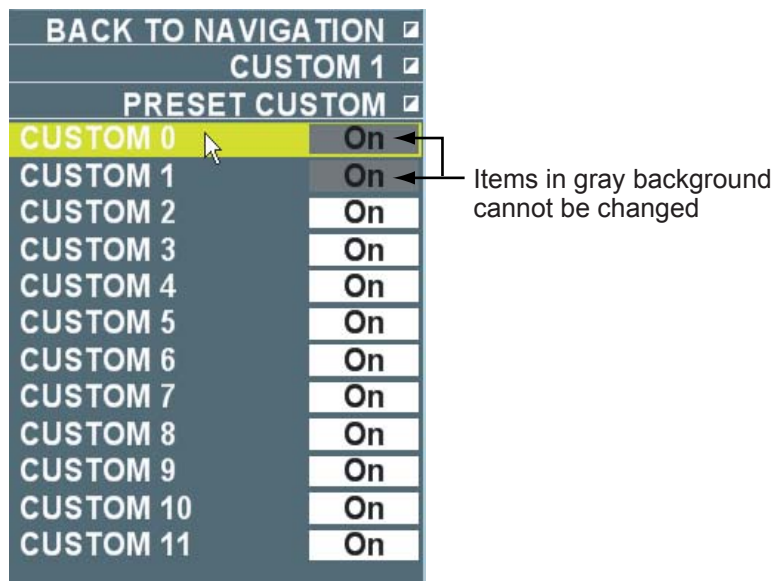 BACK TO NAVIGATION
CUSTOM 1
PRESET CUSTOM
CUSTOM 0 On
CUSTOM 1 On
CUSTOM 2 On
CUSTOM 3 On
CUSTOM 4 On
CUSTOM 5 On
CUSTOM 6 On
CUSTOM 7 On
CUSTOM 8 On
CUSTOM 9 On
CUSTOM 10 On
CUSTOM 11 On
Items in gray background
cannot be changed